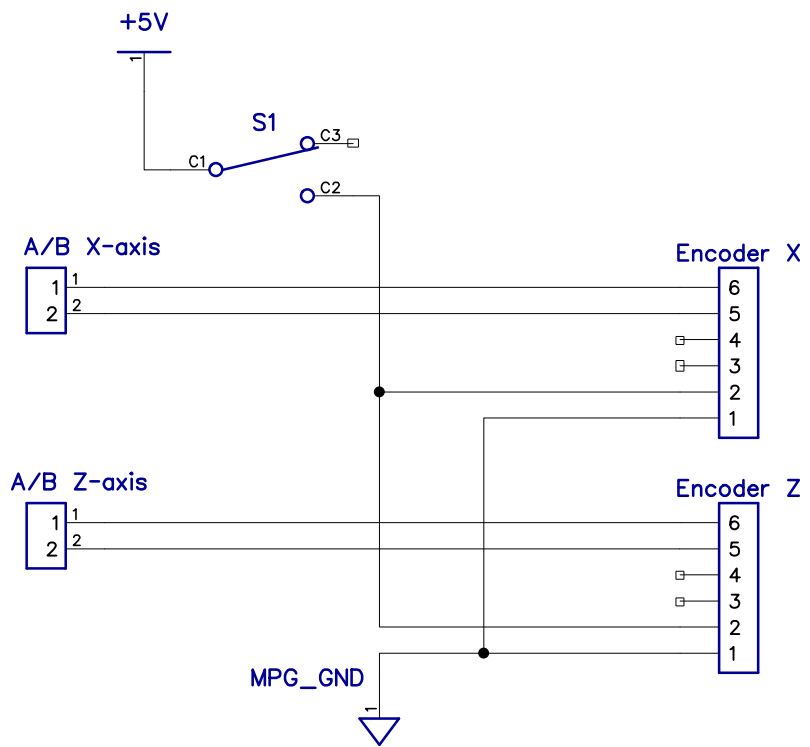 +5V
1
S1
C3
C1
C2
A/B X-axis
Encoder X
1 1 6
2 2 5
4
3
2
1
A/B Z-axis
Encoder Z
1 1 6
2 2 5
4
3
2
1
MPG_GND
1